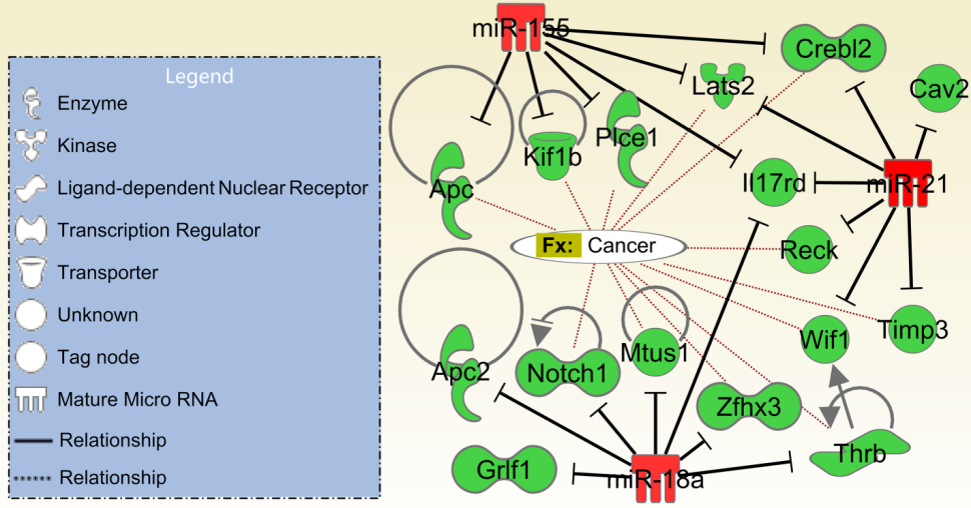 miR-155
Crebl2
Legend
Lats2
Cav2
Enzyme
Plce1
Kinase
Kif1b
Apc
Il17rd
miR-21
Ligand-dependent Nuclear Receptor
Transcription Regulator
Fx: Cancer
Reck
Transporter
Unknown
Timp3
Wif1
Tag node
Mtus1
Apc2
Notch1
Mature Micro RNA
Zfhx3
Relationship
Thrb
Grlf1
Relationship
miR-18a